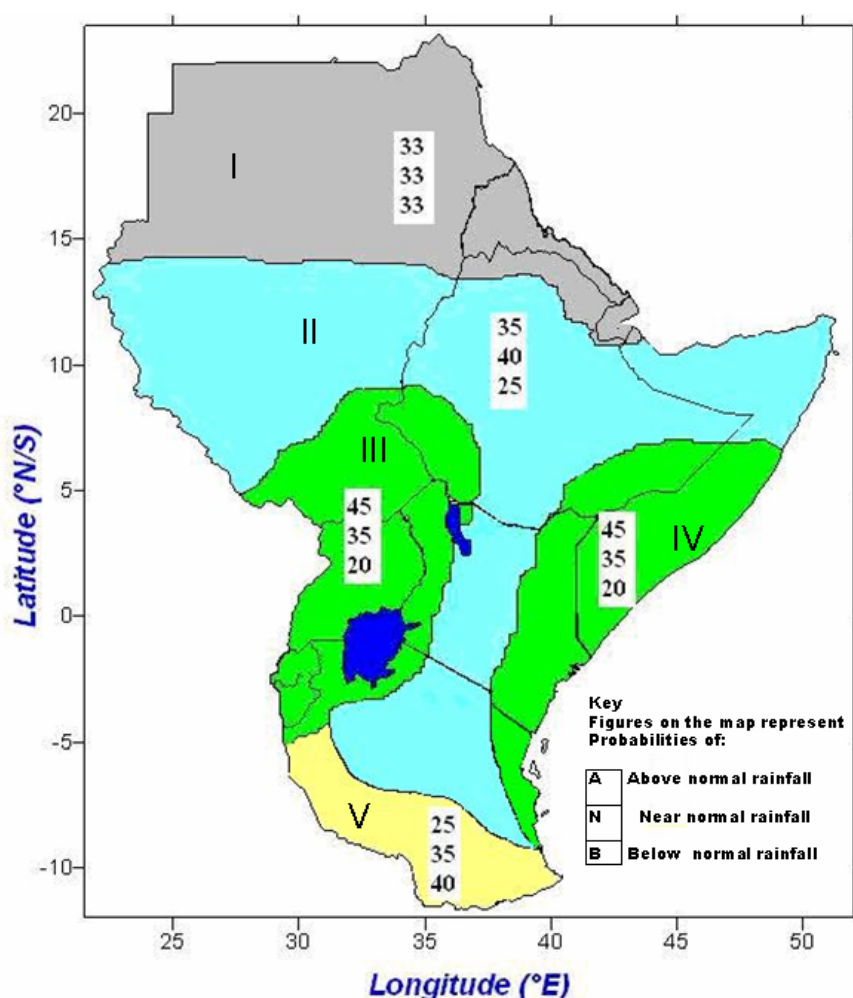 20
15
10
5
0
-5
-10
Latitude (°N/S)
I
33
33
33
II
35
40
25
III
45
35
20
IV
45
35
20
V
25
35
40
Key
Figures on the map represent
Probabilities of:
A Above normal rainfall
N Near normal rainfall
B Below normal rainfall
25 30 35 40 45 50
Longitude (°E)